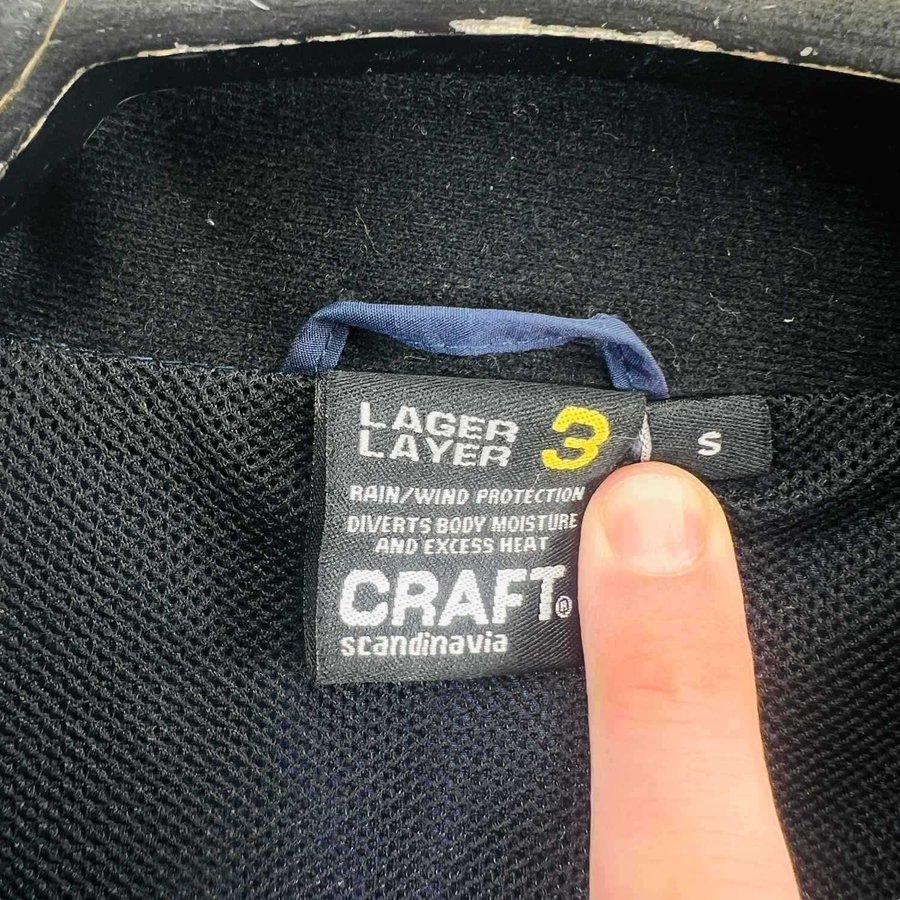 LAGER
LAYER 3
RAIN/WIND PROTECTION
DIVERTS BODY MOISTURE
AND EXCESS HEAT
CRAFT®
scandinavia
S